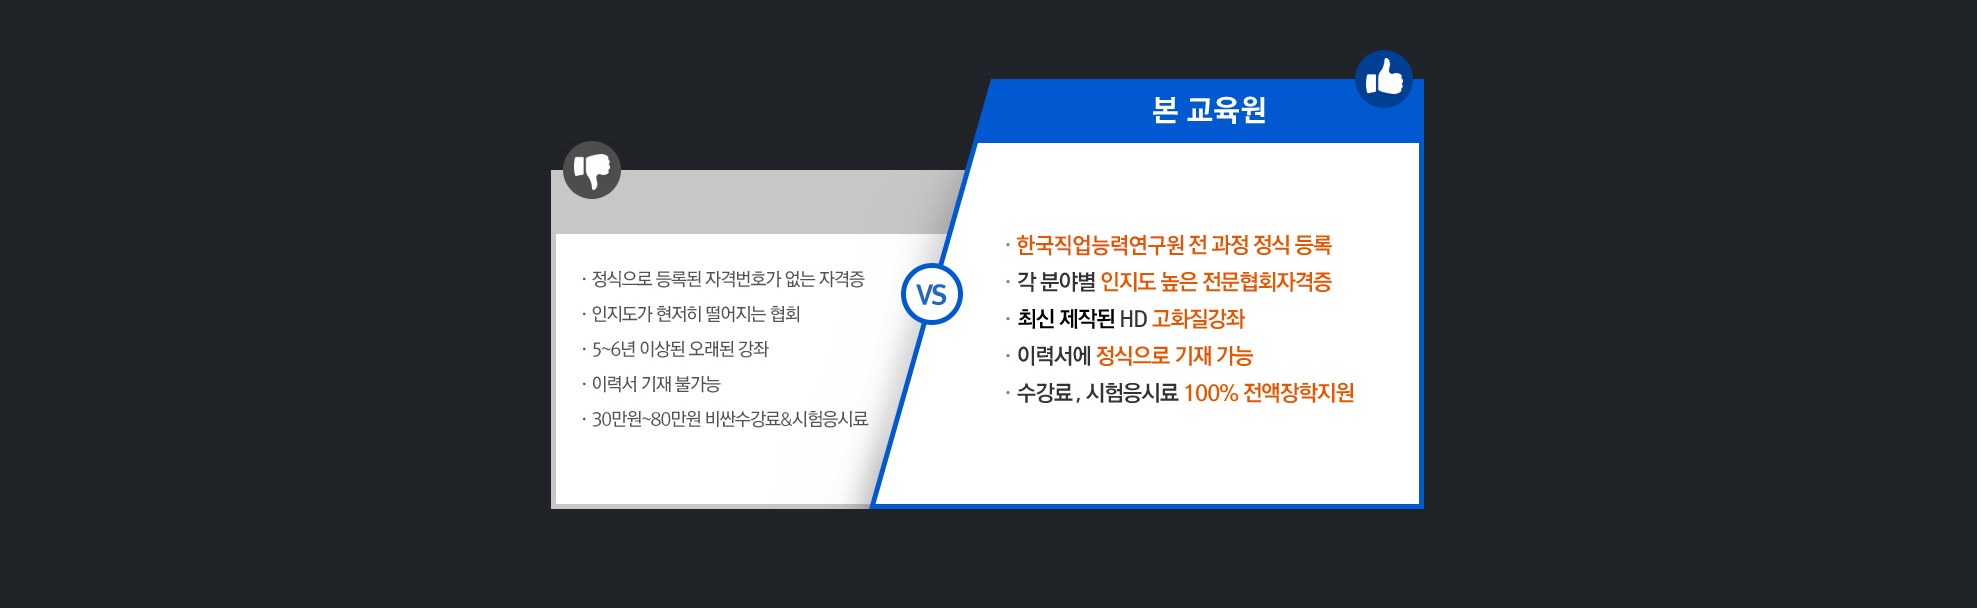 · 정식으로 등록된 자격번호가 없는 자격증
· 인지도가 현저히 떨어지는 협회
· 5~6년 이상된 오래된 강좌
· 이력서 기재 불가능
· 30만원~80만원 비싼수강료&시험응시료
VS
본 교육원
· 한국직업능력연구원 전 과정 정식 등록
· 각 분야별 인지도 높은 전문협회자격증
· 최신 제작된 HD 고화질강좌
· 이력서에 정식으로 기재 가능
· 수강료 , 시험응시료 100% 전액장학지원